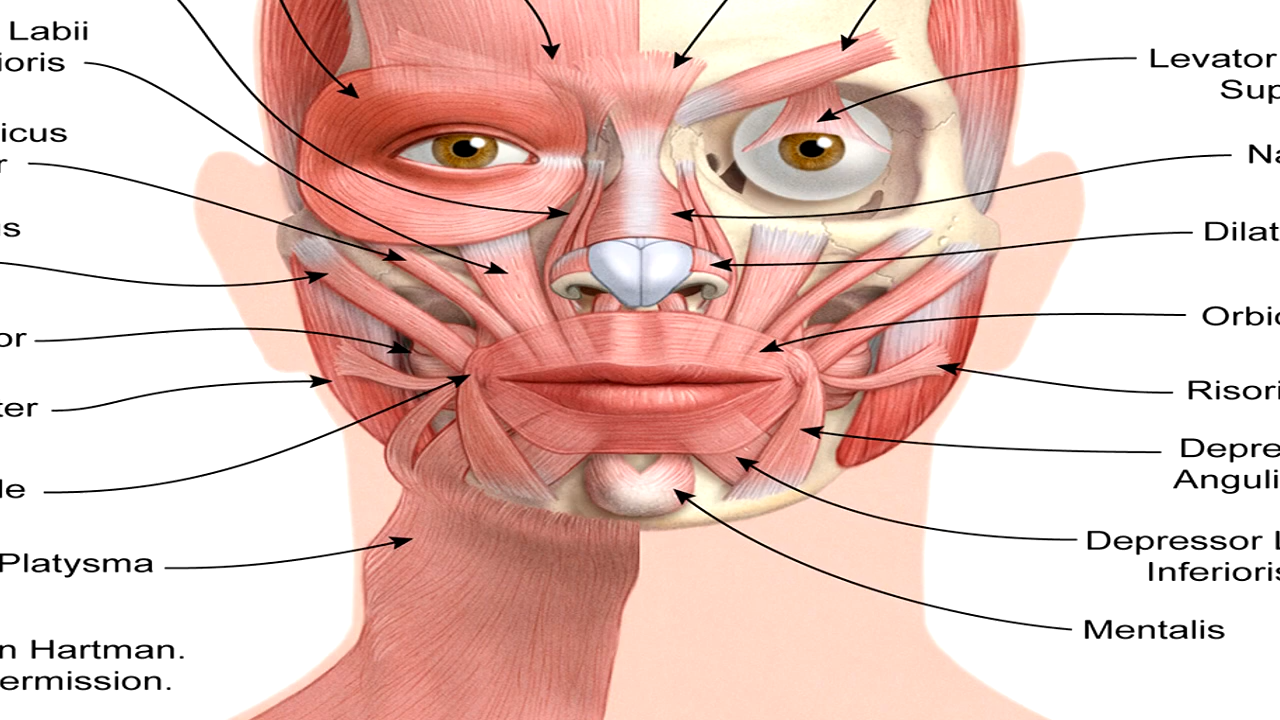 Labii
ioris
icus
r
is
or
ter
le
Platysma
n Hartman.
ermission.
Levator
Sup
Na
Dilat
Orbic
Risori
Depre
Anguli
Depressor L
Inferioris
Mentalis